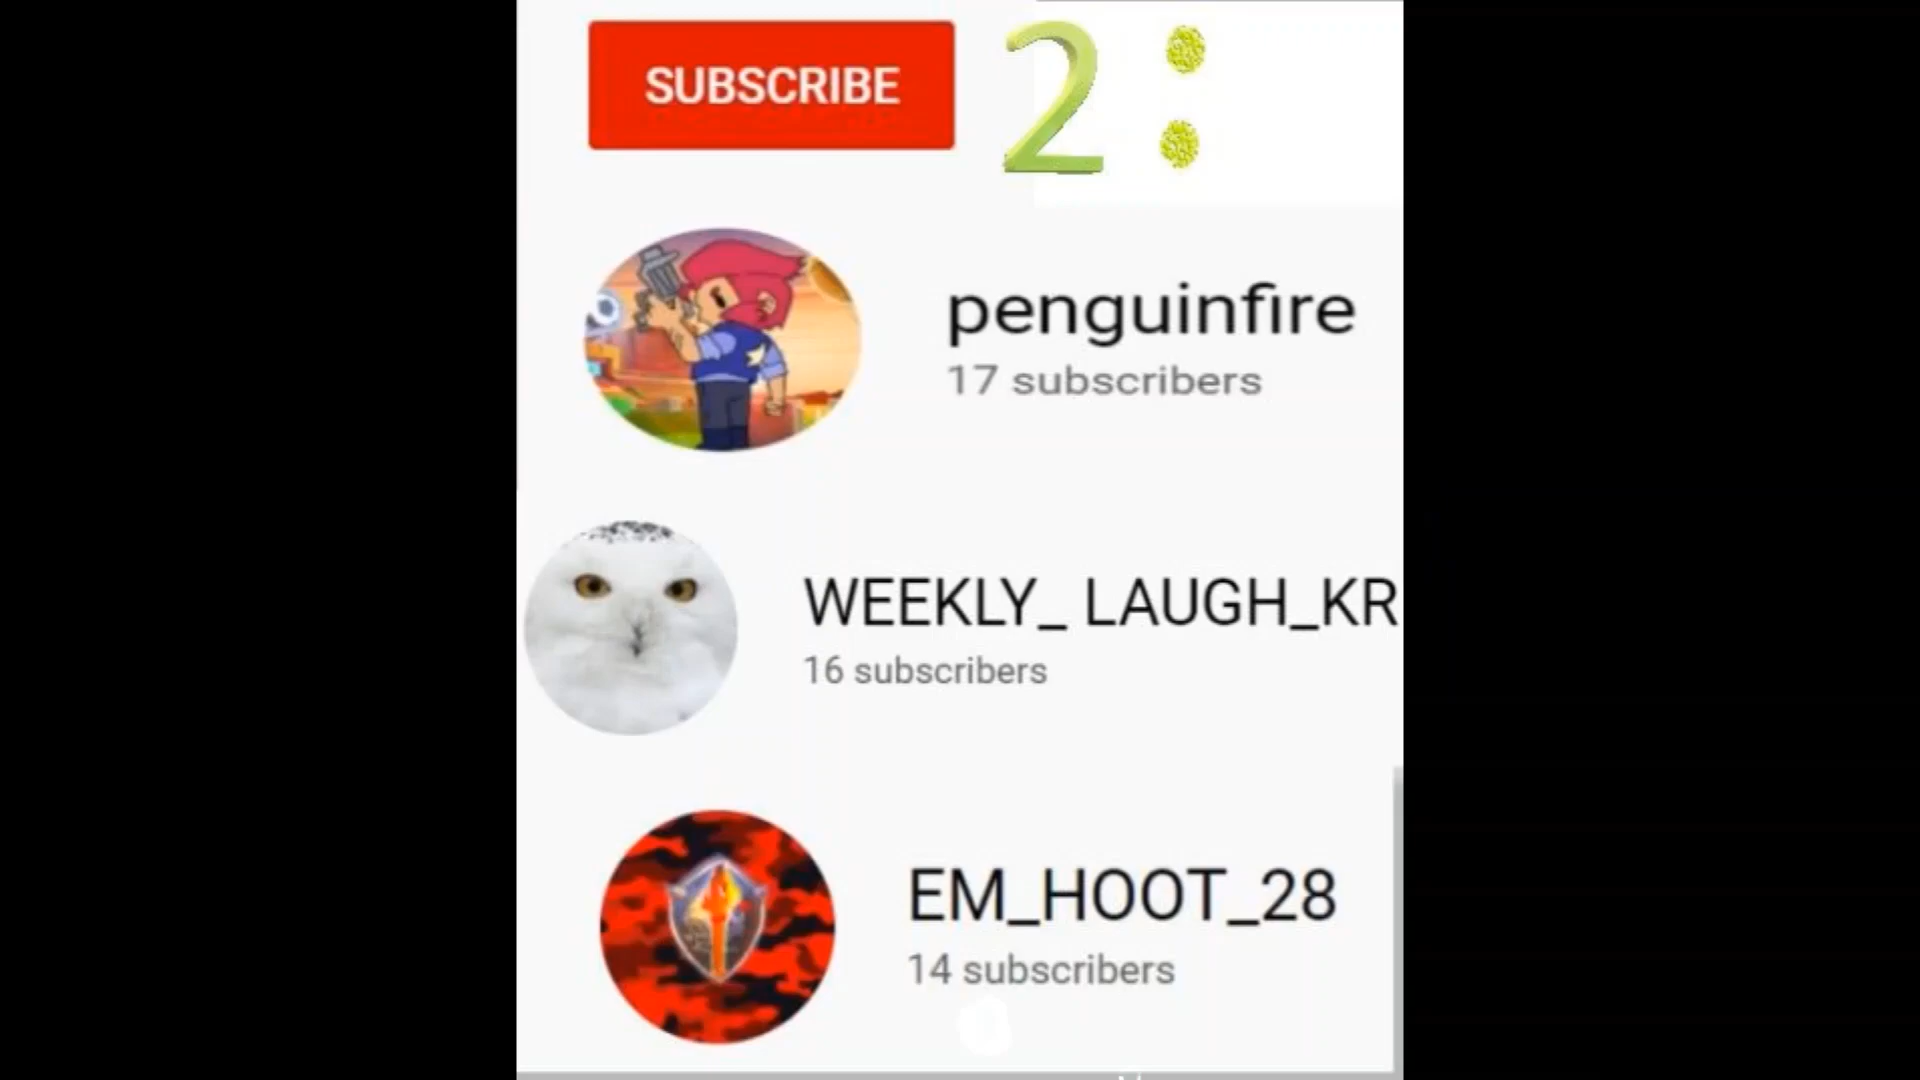 SUBSCRIBE 2:
penguinfire
17 subscribers
WEEKLY_ LAUGH_KR
16 subscribers
EM_HOOT_28
14 subscribers